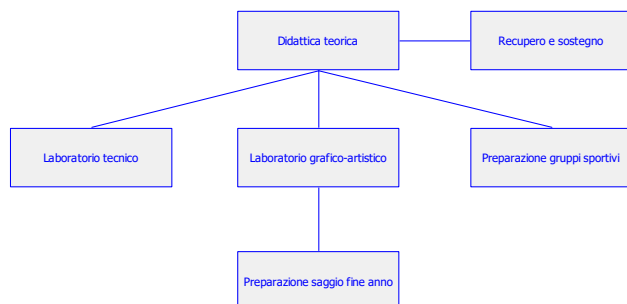 Didattica teorica
Recupero e sostegno
Laboratorio tecnico
Laboratorio grafico-artistico
Preparazione gruppi sportivi
Preparazione saggio fine anno